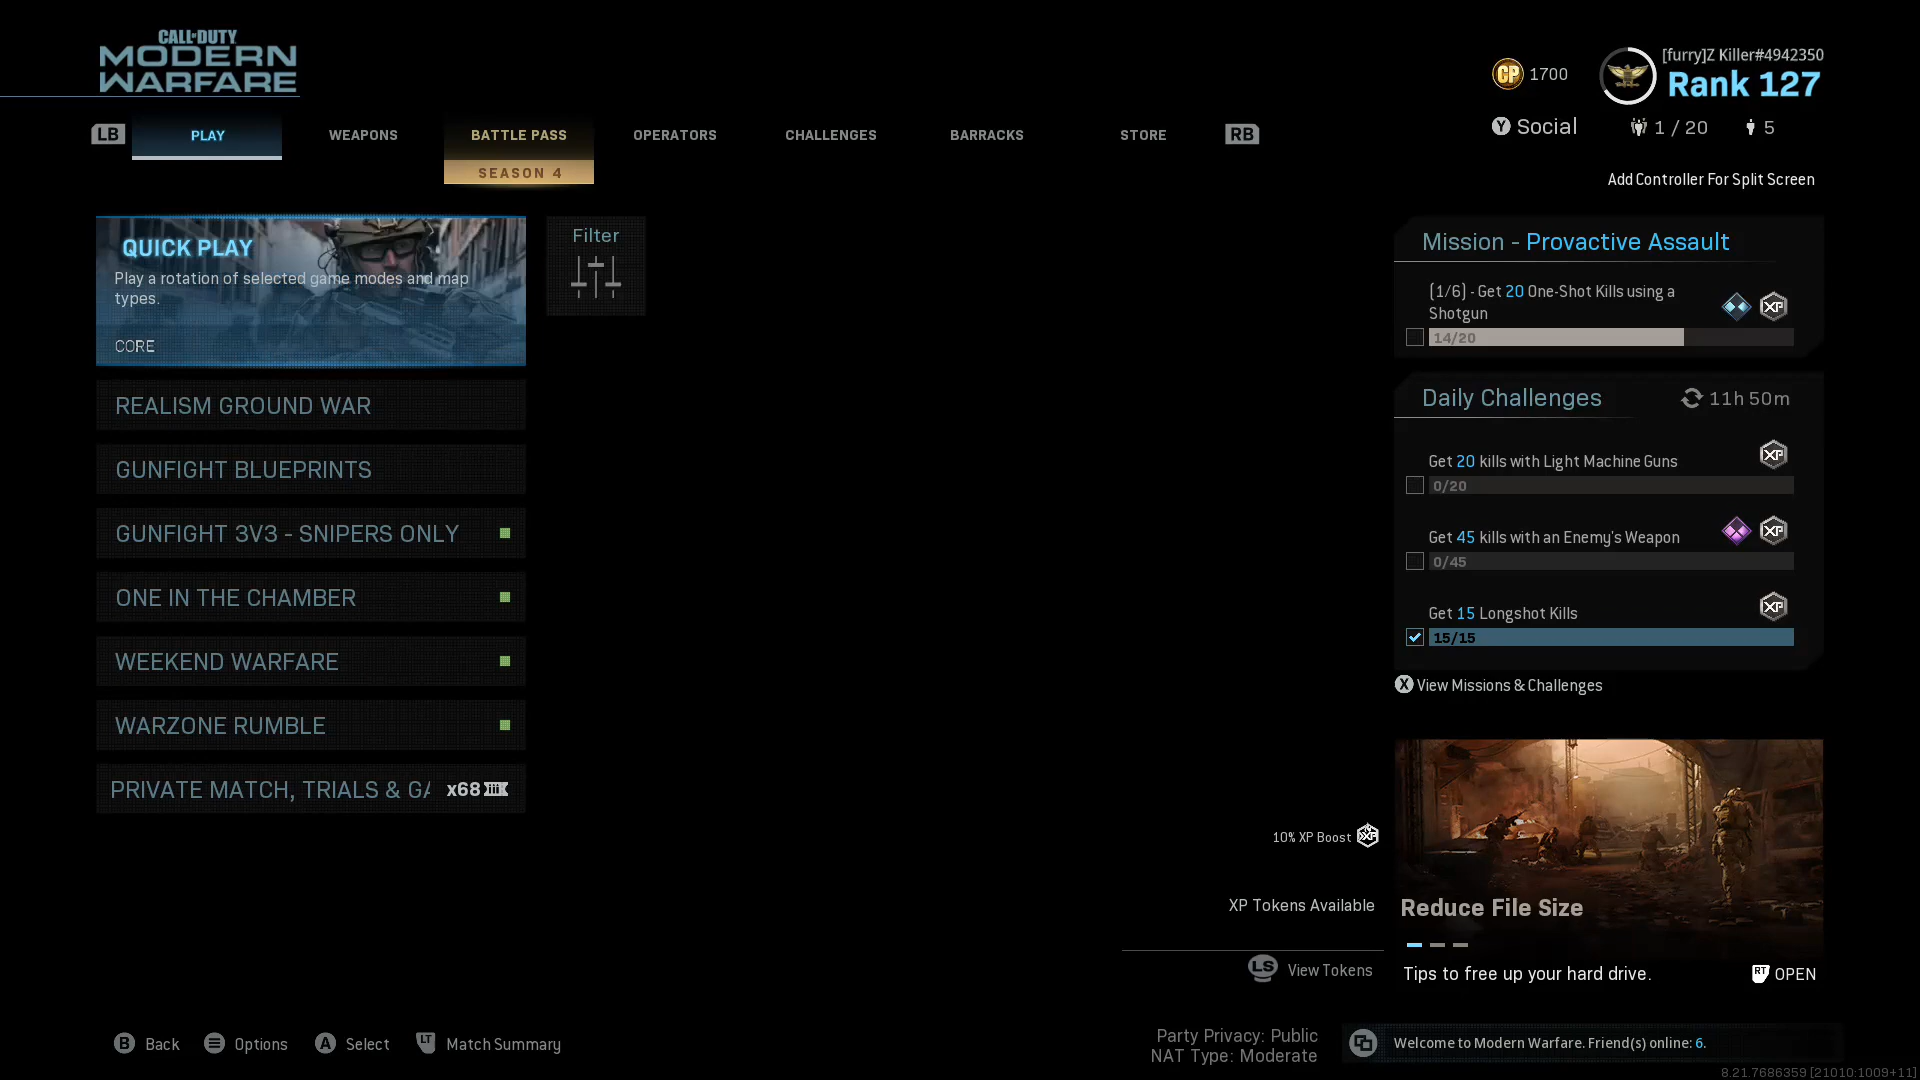 CALL OF DUTY
MODERN
WARFARE
CP 1700
[furry]Z Killer#4942350
Rank 127
Y Social
1 / 20
5
Add Controller For Split Screen
LB
PLAY
WEAPONS
BATTLE PASS
SEASON 4
OPERATORS
CHALLENGES
BARRACKS
STORE
RB
QUICK PLAY
Play a rotation of selected game modes and map
types.
CORE
Filter
REALISM GROUND WAR
GUNFIGHT BLUEPRINTS
GUNFIGHT 3V3 - SNIPERS ONLY
ONE IN THE CHAMBER
WEEKEND WARFARE
WARZONE RUMBLE
PRIVATE MATCH, TRIALS & GA x68
Mission - Provactive Assault
(1/6) - Get 20 One-Shot Kills using a
Shotgun
XP
14/20
Daily Challenges
11h 50m
Get 20 kills with Light Machine Guns
XP
0/20
Get 45 kills with an Enemy's Weapon
XP
0/45
Get 15 Longshot Kills
XP
15/15
X View Missions & Challenges
10% XP Boost XP
XP Tokens Available
LS View Tokens
Reduce File Size
Tips to free up your hard drive.
RT OPEN
B Back
Options
A Select
LT Match Summary
Party Privacy: Public
NAT Type: Moderate
Welcome to Modern Warfare. Friend(s) online: 6.
8.21.7686359 [21010:1009+11]